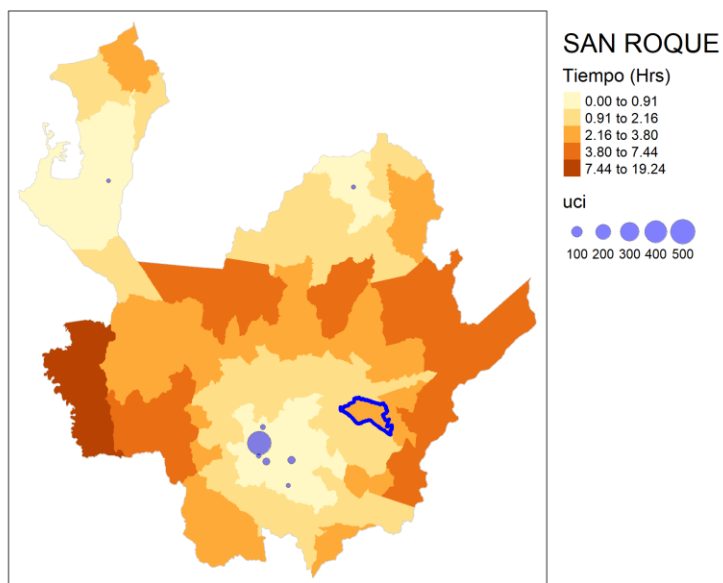 SAN ROQUE
Tiempo (Hrs)
0.00 to 0.91
0.91 to 2.16
2.16 to 3.80
3.80 to 7.44
7.44 to 19.24
uci
100 200 300 400 500